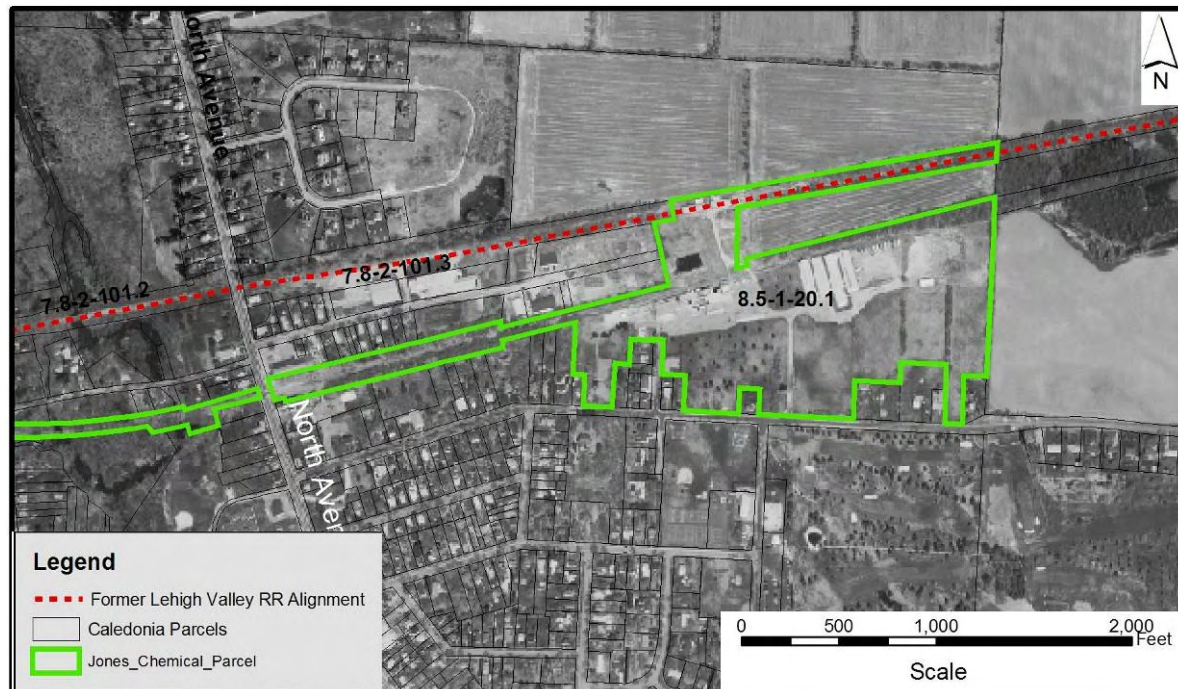 North Avenue
N
7.8-2-101.2
7.8-2-101.3
8.5-1-20.1
North Aven
Legend
Former Lehigh Valley RR Alignment
Caledonia Parcels
Jones_Chemical_Parcel
0 500 1,000 2,000
Feet
Scale